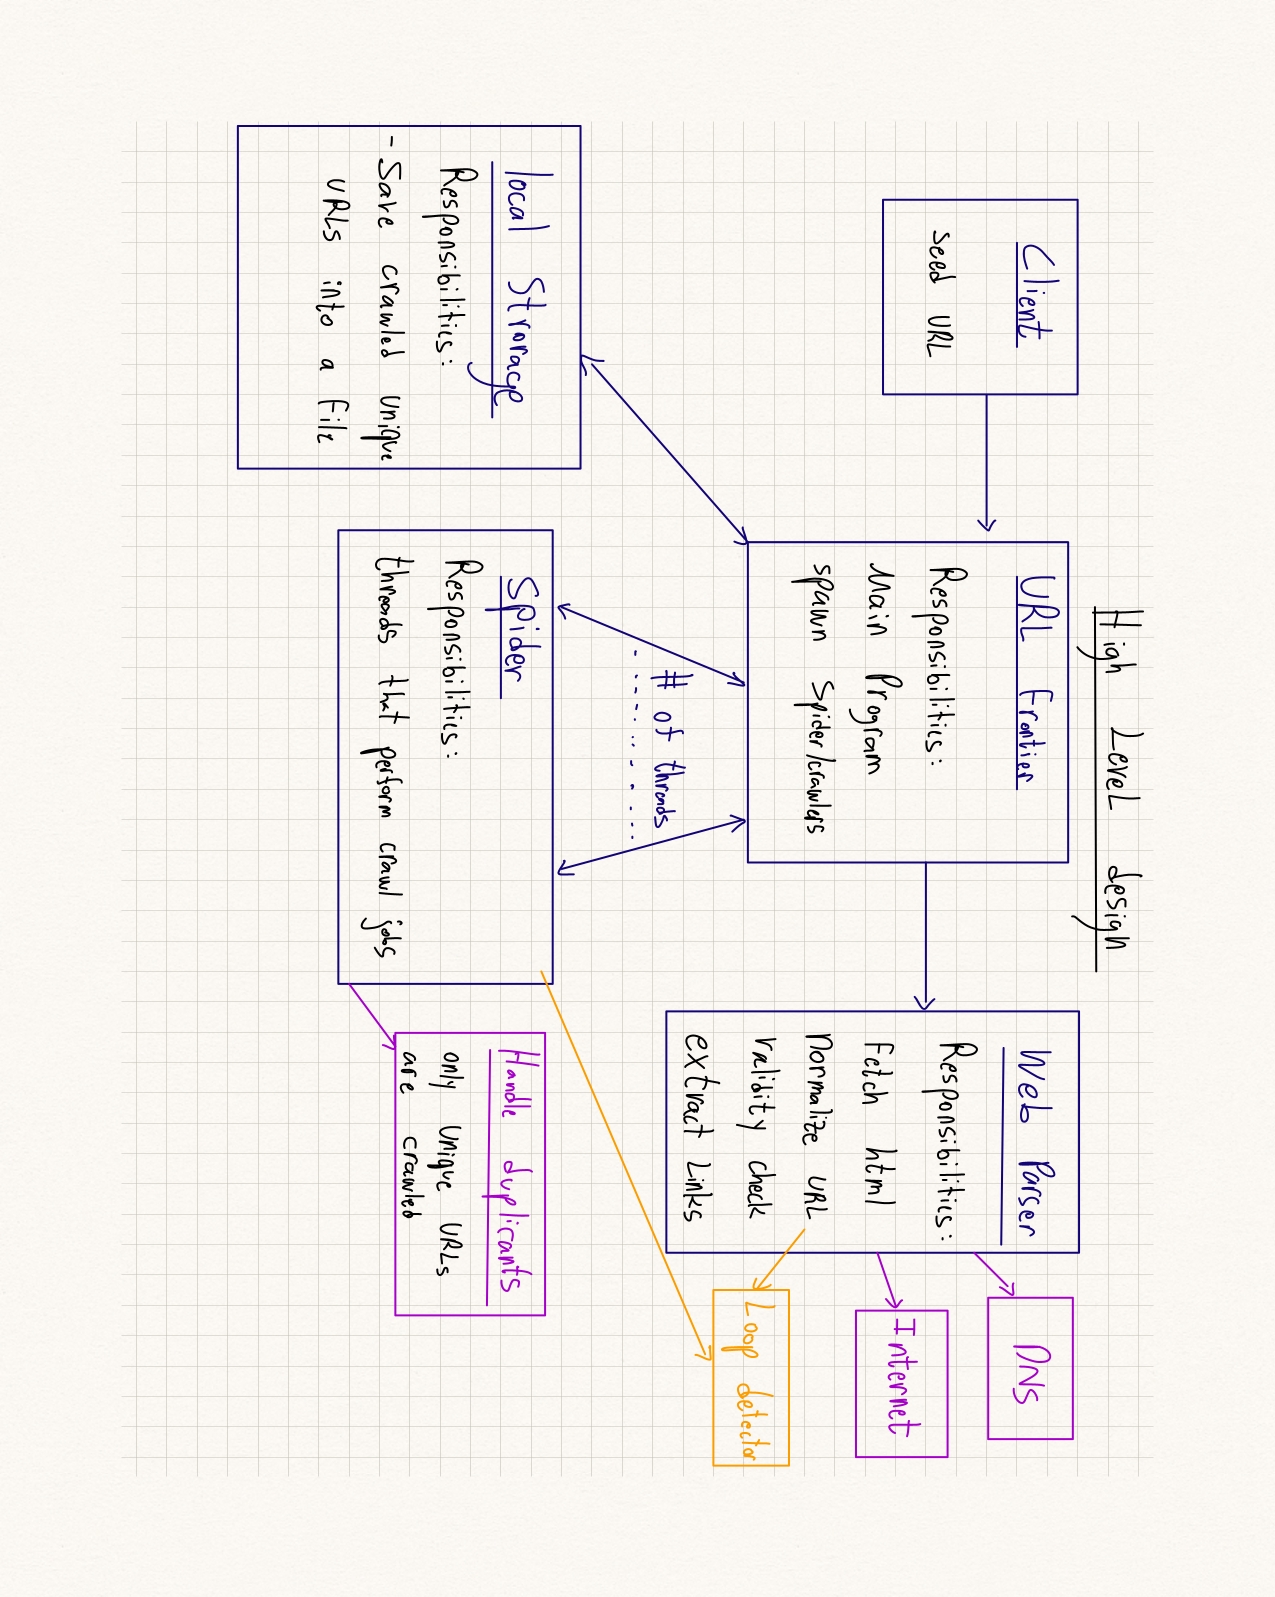 High Level design
Client
seed URL
URL Frontier
Responsibilities:
Main Program
spawn Spider/crawlers
Web Parser
Responsibilities:
Fetch html
normalize URL
validity check
extract Links
DNS
Internet
Loop detector
# of threads
local Strorage
Responsibilities:
- Save crawled unique
URLs into a File
Spider
Responsibilities:
threads that perform crawl jobs
Handle duplicants
only Unique URLs
are crawled